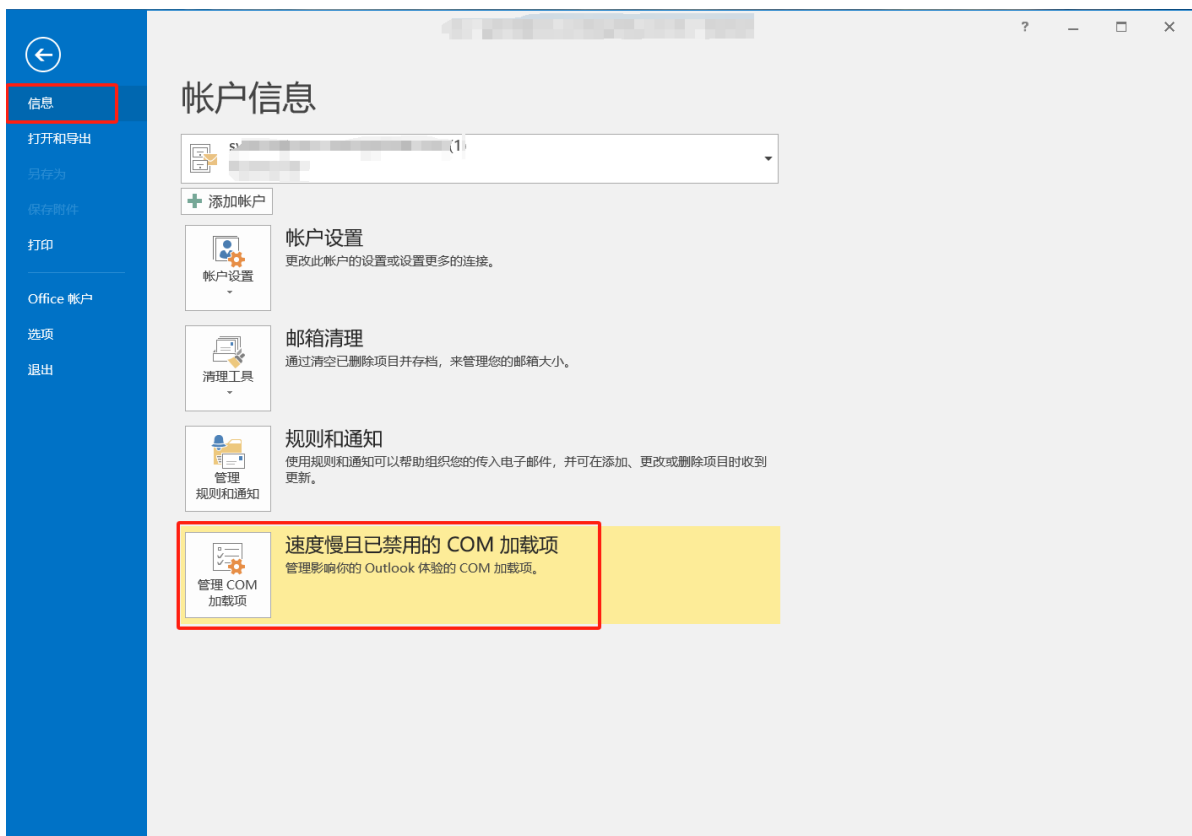 ?
信息
打开和导出
另存为
保存附件
打印
Office 帐户
选项
退出
帐户信息
(1)
添加帐户
帐户设置
帐户设置
更改此帐户的设置或设置更多的连接。
清理工具
邮箱清理
通过清空已删除项目并存档，来管理您的邮箱大小。
管理
规则和通知
规则和通知
使用规则和通知可以帮助组织您的传入电子邮件，并可在添加、更改或删除项目时收到
更新。
管理 COM
加载项
速度慢且已禁用的 COM 加载项
管理影响你的 Outlook 体验的 COM 加载项。